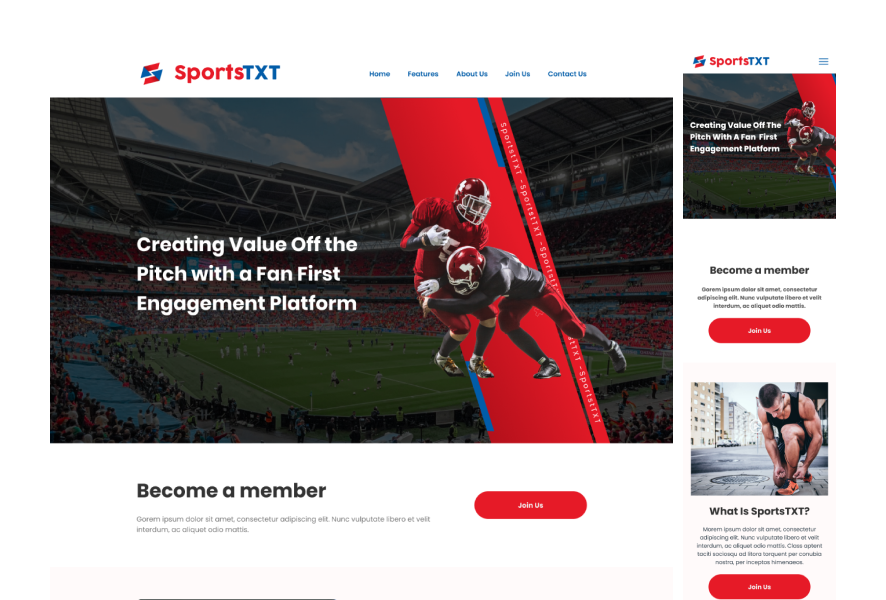 SportsTXT
Home Features About Us Join Us Contact Us
SportstTXT - SportstTXT - SportstTXT
tTXT - SportstTXT
Creating Value Off the
Pitch with a Fan First
Engagement Platform
Become a member
Gorem ipsum dolor sit amet, consectetur adipiscing elit. Nunc vulputate libero et velit
interdum, ac aliquet odio mattis.
Join Us
SportsTXT
Creating Value Off The
Pitch With A Fan First
Engagement Platform
Become a member
Gorem ipsum dolor sit amet, consectetur
adipiscing elit. Nunc vulputate libero et velit
interdum, ac aliquet odio mattis.
Join Us
What Is SportsTXT?
Morem ipsum dolor sit amet, consectetur
adipiscing elit. Nunc vulputate libero et velit
interdum, ac aliquet odio mattis. Class aptent
taciti sociosqu ad litora torquent per conubia
nostra, per inceptos himenaeos.
Join Us